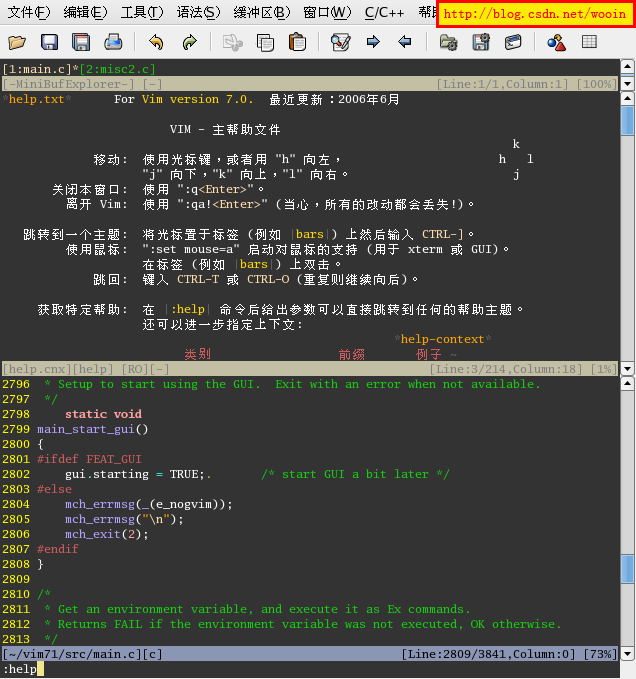 文件(F) 编辑(E) 工具(T) 语法(S) 缓冲区(B) 窗口(W) C/C++ 帮
http://blog.csdn.net/wooin
[1:main.c]*[2:misc2.c]
[-MiniBufExplorer-] [-] [Line:1/1,Column:1] [100%]
*help.txt* For Vim version 7.0. 最近更新：2006年6月
VIM - 主帮助文件
k
移动: 使用光标键，或者用 "h" 向左， h l
"j" 向下，"k" 向上，"l" 向右。 j
关闭本窗口: 使用 ":q<Enter>"。
离开 Vim: 使用 ":qa!<Enter>" (当心，所有的改动都会丢失!)。
跳转到一个主题: 将光标置于标签 (例如 |bars|) 上然后输入 CTRL-]。
使用鼠标: ":set mouse=a" 启动对鼠标的支持 (用于 xterm 或 GUI)。
在标签 (例如 |bars|) 上双击。
跳回: 键入 CTRL-T 或 CTRL-O (重复则继续向后)。
获取特定帮助: 在 |:help| 命令后给出参数可以直接跳转到任何的帮助主题。
还可以进一步指定上下文:
*help-context*
类别 前缀 例子 ~
[help.cnx][help] [RO][-] [Line:3/214,Column:18] [1%]
2796 * Setup to start using the GUI. Exit with an error when not available.
2797 */
2798 static void
2799 main_start_gui()
2800 {
2801 #ifdef FEAT_GUI
2802 gui.starting = TRUE;. /* start GUI a bit later */
2803 #else
2804 mch_errmsg(_(e_nogvim));
2805 mch_errmsg("\n");
2806 mch_exit(2);
2807 #endif
2808 }
2809
2810 /*
2811 * Get an environment variable, and execute it as Ex commands.
2812 * Returns FAIL if the environment variable was not executed, OK otherwise.
2813 */
[~/vim71/src/main.c][c] [Line:2809/3841,Column:0] [73%]
:help